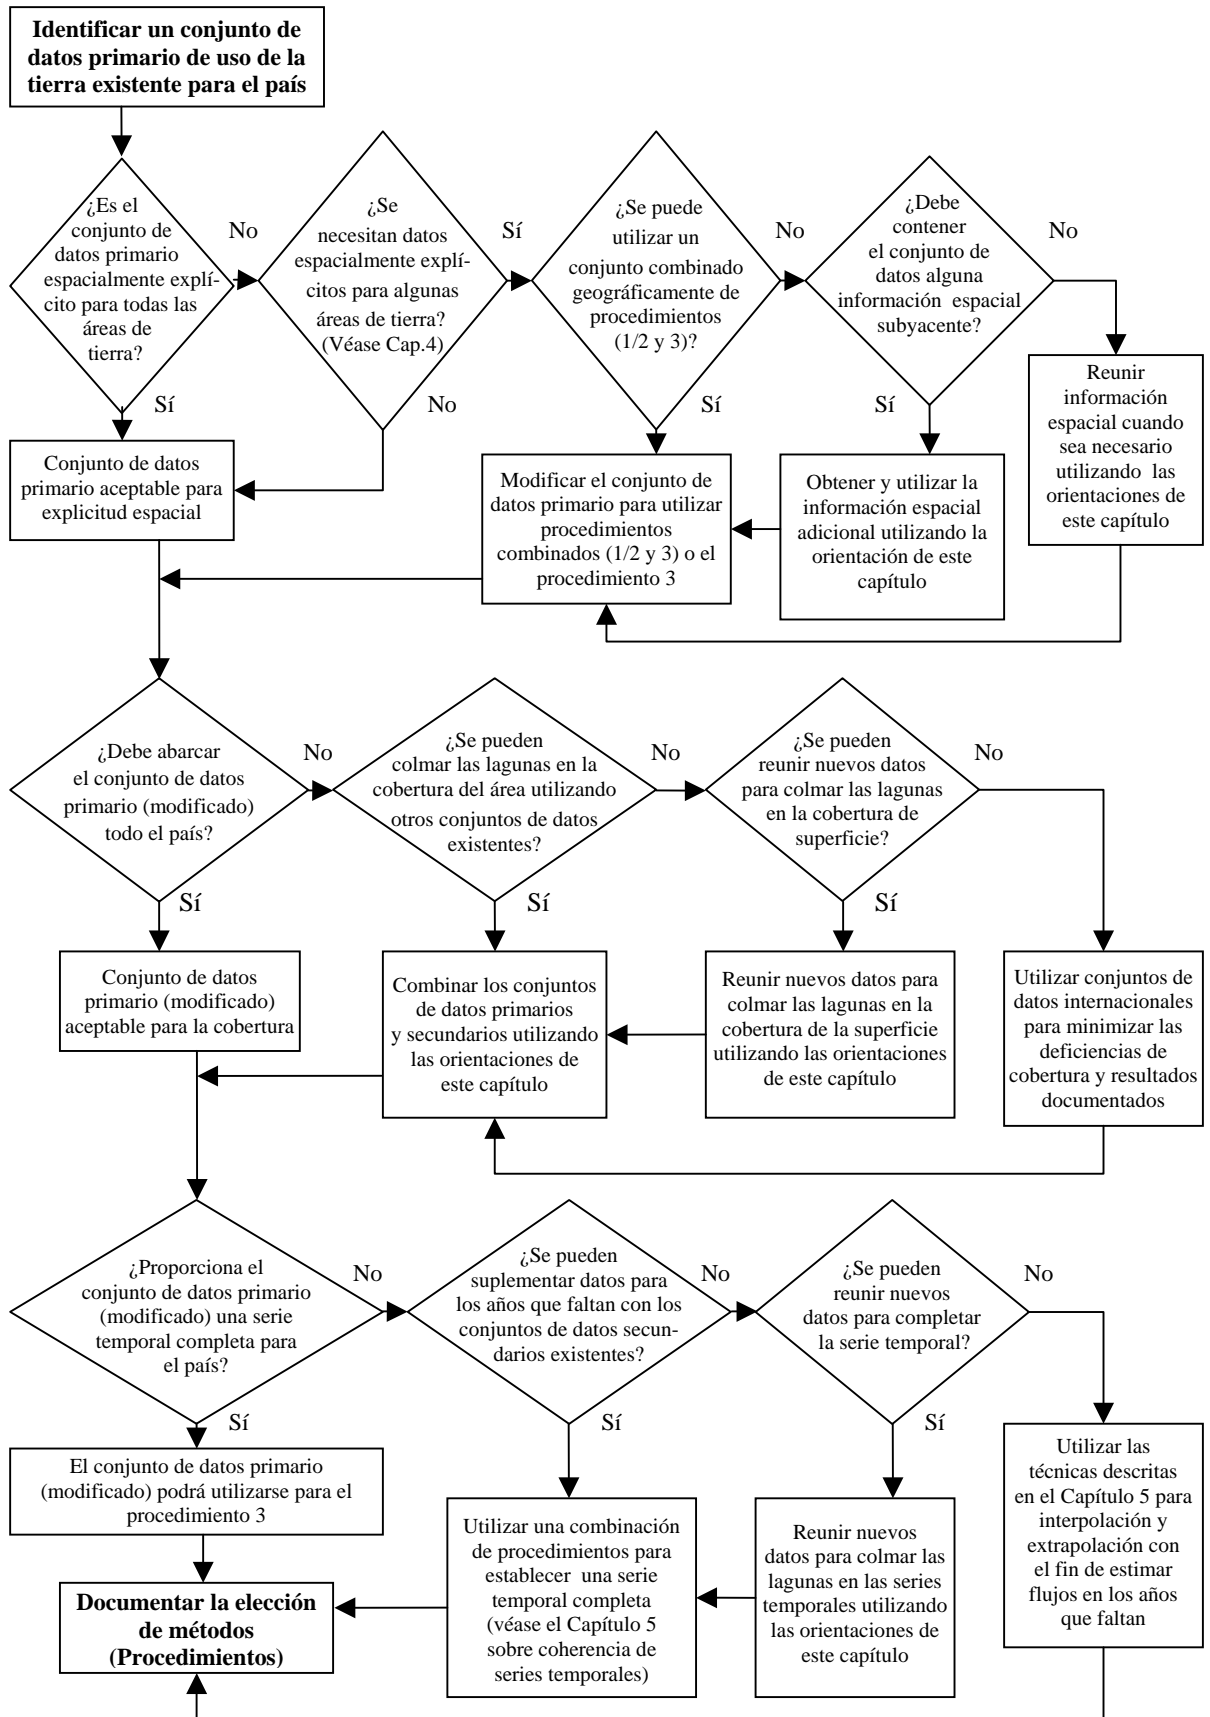 Identificar un conjunto de
datos primario de uso de la
tierra existente para el país
¿Es el
conjunto de
datos primario
espacialmente explí-
cito para todas las
áreas de
tierra?
No
Sí
¿Se
necesitan datos
espacialmente explí-
citos para algunas
áreas de tierra?
(Véase Cap.4)
Sí
No
¿Se puede
utilizar un
conjunto combinado
geográficamente de
procedimientos
(1/2 y 3)?
No
Sí
¿Debe
contener
el conjunto de
datos alguna
información espacial
subyacente?
No
Sí
Conjunto de datos
primario aceptable para
explicitud espacial
Modificar el conjunto de
datos primario para utilizar
procedimientos
combinados (1/2 y 3) o el
procedimiento 3
Obtener y utilizar la
información espacial
adicional utilizando la
orientación de este
capítulo
Reunir
información
espacial cuando
sea necesario
utilizando las
orientaciones de
este capítulo
¿Debe abarcar
el conjunto de datos
primario (modificado)
todo el país?
No
Sí
¿Se pueden
colmar las lagunas en la
cobertura del área utilizando
otros conjuntos de datos
existentes?
No
Sí
¿Se pueden
reunir nuevos datos
para colmar las lagunas
en la cobertura de
superficie?
No
Sí
Conjunto de datos
primario (modificado)
aceptable para la cobertura
Combinar los conjuntos
de datos primarios
y secundarios utilizando
las orientaciones de
este capítulo
Reunir nuevos datos para
colmar las lagunas en la
cobertura de la superficie
utilizando las orientaciones
de este capítulo
Utilizar conjuntos de
datos internacionales
para minimizar las
deficiencias de
cobertura y resultados
documentados
¿Proporciona el
conjunto de datos primario
(modificado) una serie
temporal completa para
el país?
No
Sí
¿Se pueden
suplementar datos para
los años que faltan con los
conjuntos de datos secun-
darios existentes?
No
Sí
¿Se pueden
reunir nuevos
datos para completar
la serie temporal?
No
Sí
El conjunto de datos primario
(modificado) podrá utilizarse para el
procedimiento 3
Utilizar una combinación
de procedimientos para
establecer una serie
temporal completa
(véase el Capítulo 5
sobre coherencia de
series temporales)
Reunir nuevos
datos para colmar las
lagunas en las series
temporales utilizando
las orientaciones de
este capítulo
Utilizar las
técnicas descritas
en el Capítulo 5 para
interpolación y
extrapolación con
el fin de estimar
flujos en los años
que faltan
Documentar la elección
de métodos
(Procedimientos)